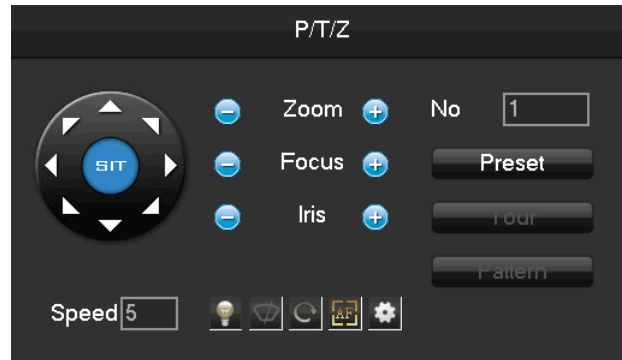 P/T/Z
Zoom
No 1
SIT
Focus
Preset
Iris
Tour
Pattern
Speed 5
AF